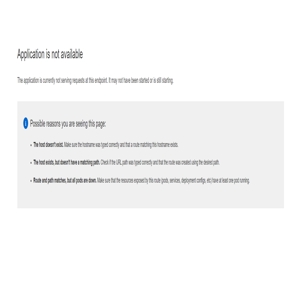 Application is not available
The application is currently not serving requests at this endpoint. It may not have been started or is still starting.
Possible reasons you are seeing this page:
The host doesn't exist. Make sure the hostname was typed correctly and that a route matching this hostname exists.
The host exists, but doesn't have a matching path. Check if the URL path was typed correctly and that the route was created using the desired path.
Route and path matches, but all pods are down. Make sure that the resources exposed by this route (pods, services, deployment configs, etc) have at least one pod running.